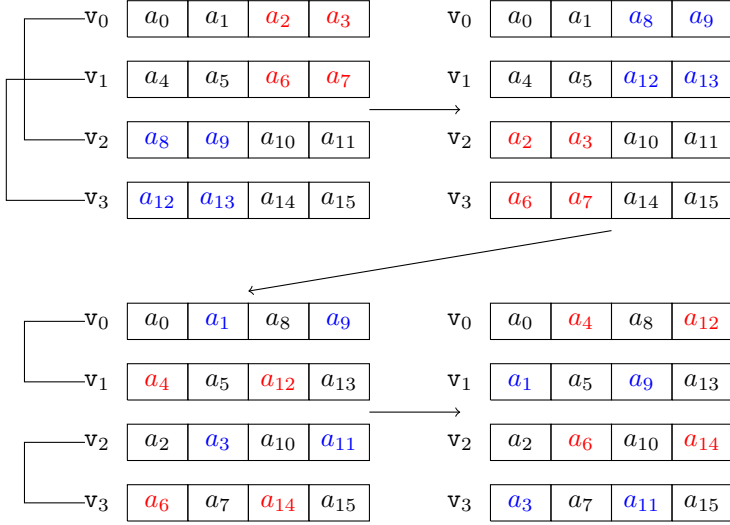 v₀ a₀ a₁ a₂ a₃ v₀ a₀ a₁ a₈ a₉
v₁ a₄ a₅ a₆ a₇ v₁ a₄ a₅ a₁₂ a₁₃
v₂ a₈ a₉ a₁₀ a₁₁ v₂ a₂ a₃ a₁₀ a₁₁
v₃ a₁₂ a₁₃ a₁₄ a₁₅ v₃ a₆ a₇ a₁₄ a₁₅
v₀ a₀ a₁ a₈ a₉ v₀ a₀ a₄ a₈ a₁₂
v₁ a₄ a₅ a₁₂ a₁₃ v₁ a₁ a₅ a₉ a₁₃
v₂ a₂ a₃ a₁₀ a₁₁ v₂ a₂ a₆ a₁₀ a₁₄
v₃ a₆ a₇ a₁₄ a₁₅ v₃ a₃ a₇ a₁₁ a₁₅